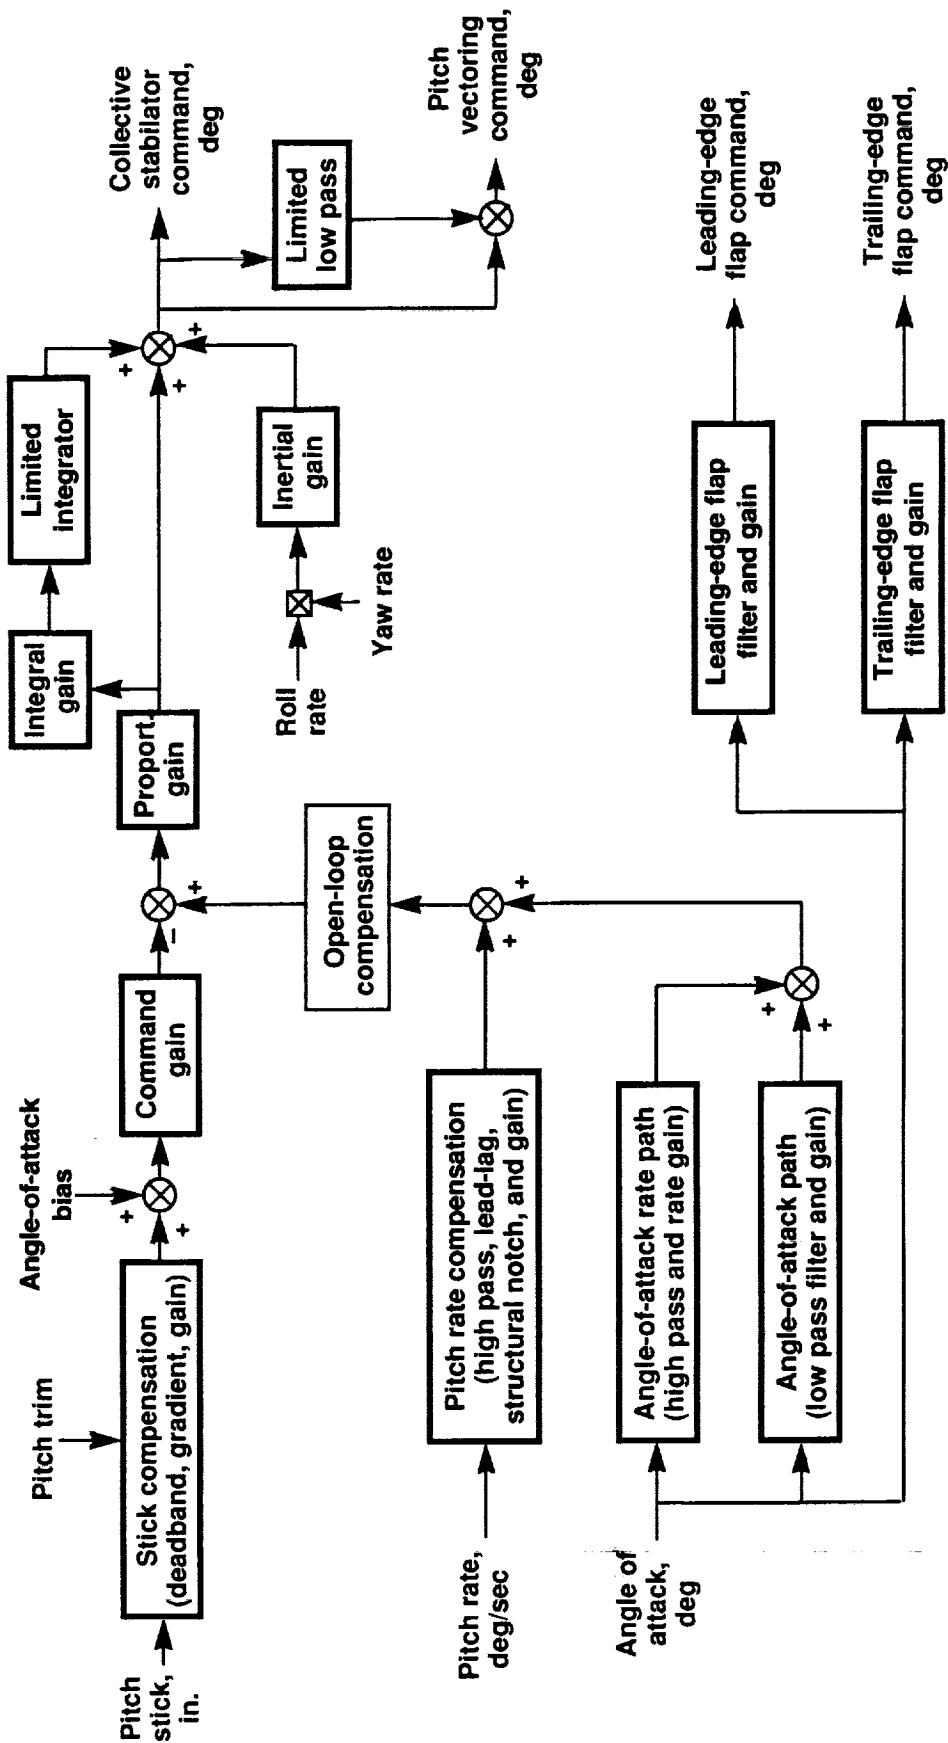 Pitch trim
Angle-of-attack
bias
Pitch
stick,
in.
Stick compensation
(deadband, gradient, gain)
+
+
Command
gain
–
+
Proport.
gain
Integral
gain
Limited
integrator
+
+
+
Collective
stabilator
command,
deg
Roll
rate
Yaw rate
Inertial
gain
Limited
low pass
Pitch
vectoring
command,
deg
Open-loop
compensation
Pitch rate,
deg/sec
Pitch rate compensation
(high pass, lead-lag,
structural notch, and gain)
+
+
Angle of
attack,
deg
Angle-of-attack rate path
(high pass and rate gain)
Angle-of-attack path
(low pass filter and gain)
+
+
Leading-edge flap
filter and gain
Leading-edge
flap command,
deg
Trailing-edge flap
filter and gain
Trailing-edge
flap command,
deg